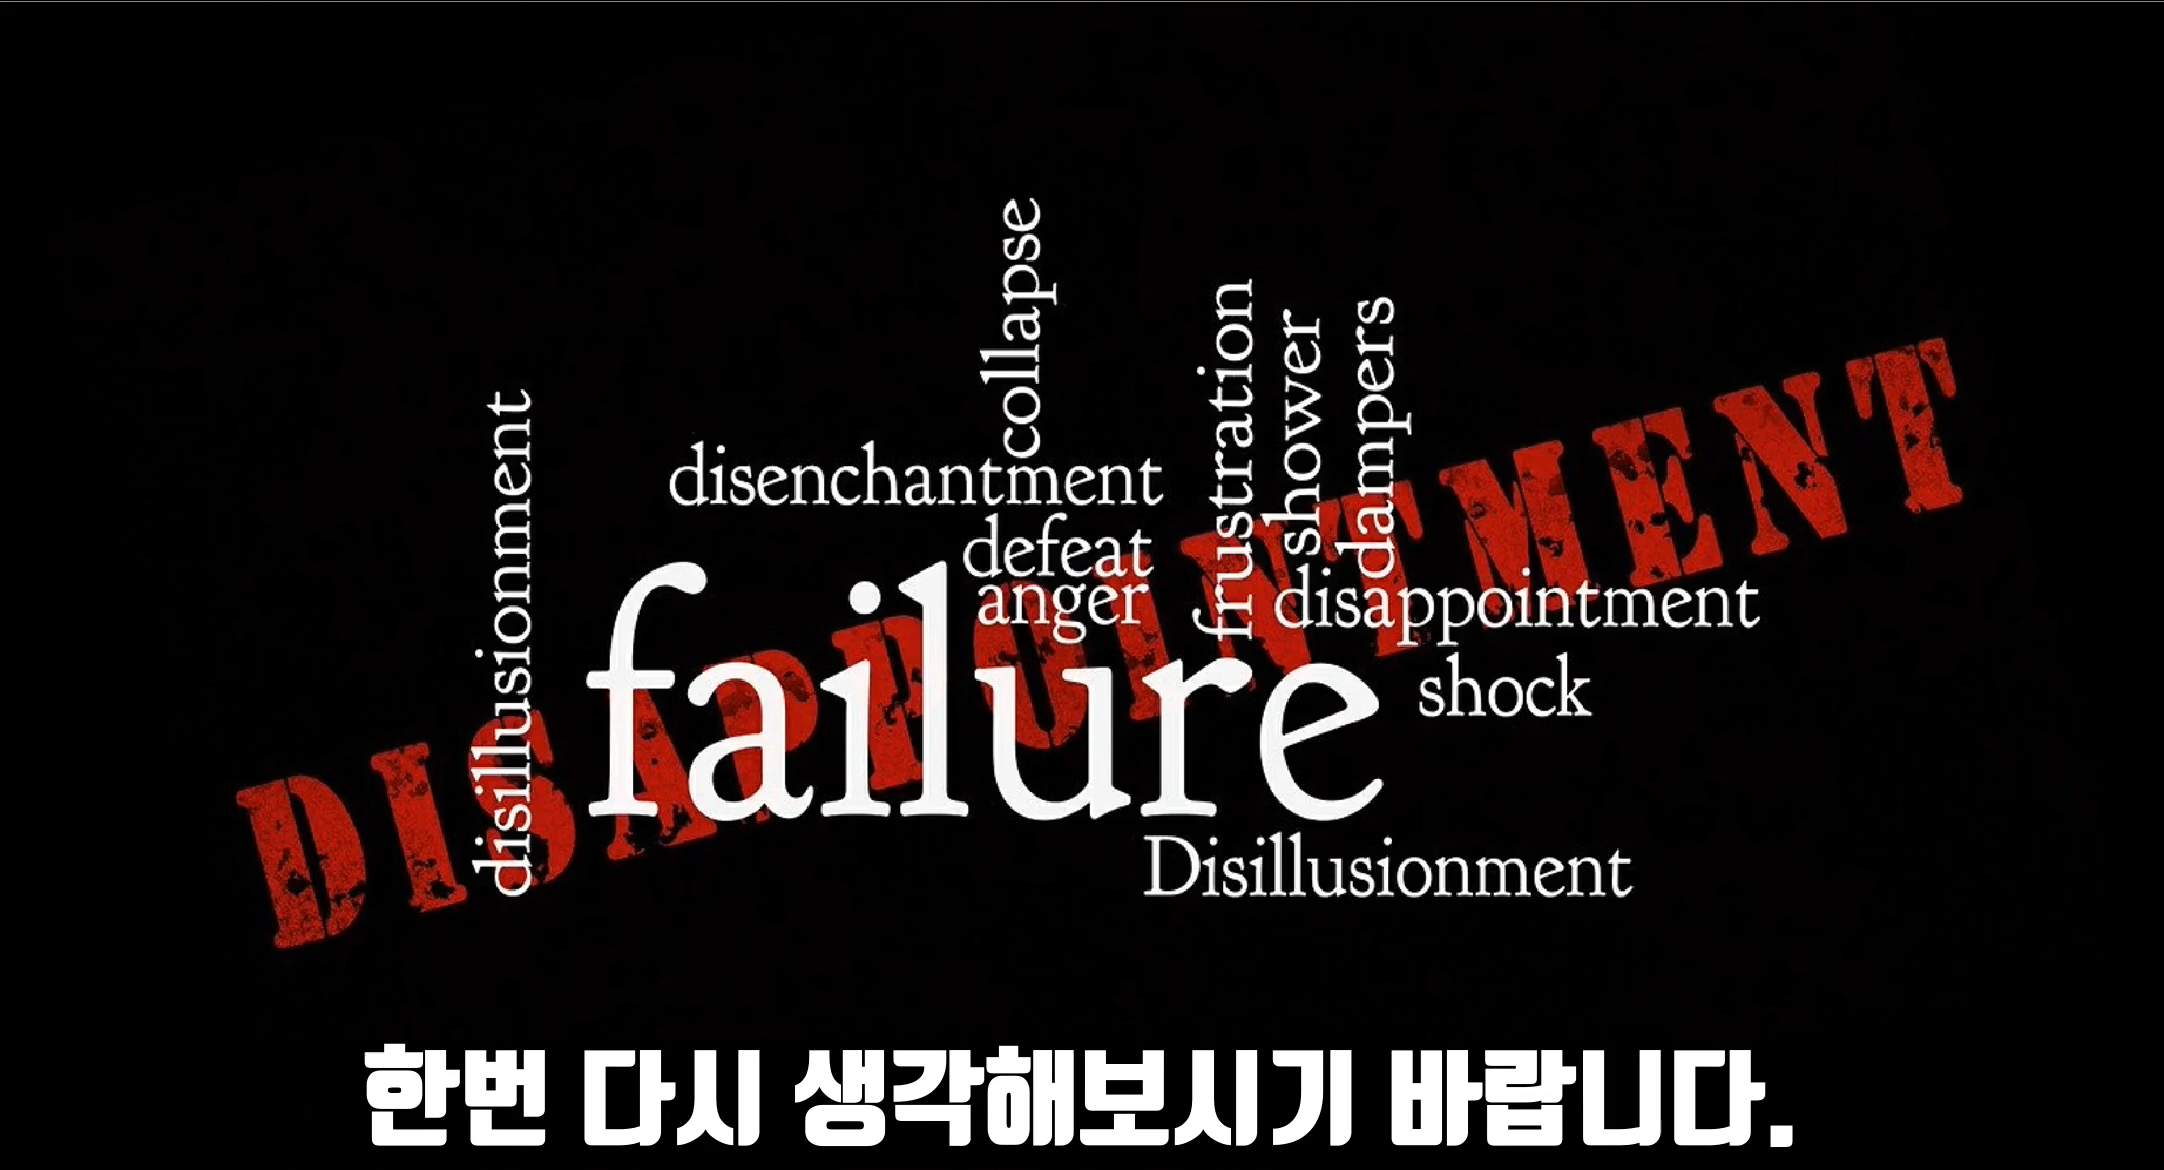 collapse
frustration
shower
dampers
disillusionment
disenchantment
defeat
anger
disappointment
failure
shock
DISAPPOINTMENT
Disillusionment
한번 다시 생각해보시기 바랍니다.